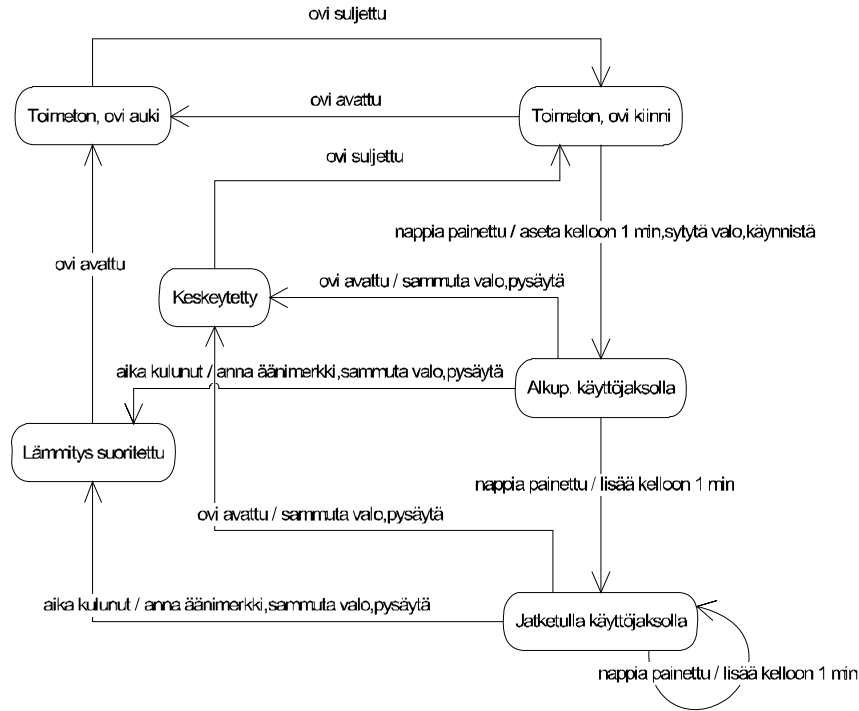 ovi suljettu
Toimeton, ovi auki
ovi avattu
Toimeton, ovi kiinni
ovi suljettu
nappia painettu / aseta kelloon 1 min,sytytä valo,käynnistä
ovi avattu
Keskeytetty
ovi avattu / sammuta valo,pysäytä
aika kulunut / anna äänimerkki,sammuta valo,pysäytä
Alkup. käyttöjaksolla
Lämmitys suoritettu
nappia painettu / lisää kelloon 1 min
ovi avattu / sammuta valo,pysäytä
aika kulunut / anna äänimerkki,sammuta valo,pysäytä
Jatketulla käyttöjaksolla
nappia painettu / lisää kelloon 1 min